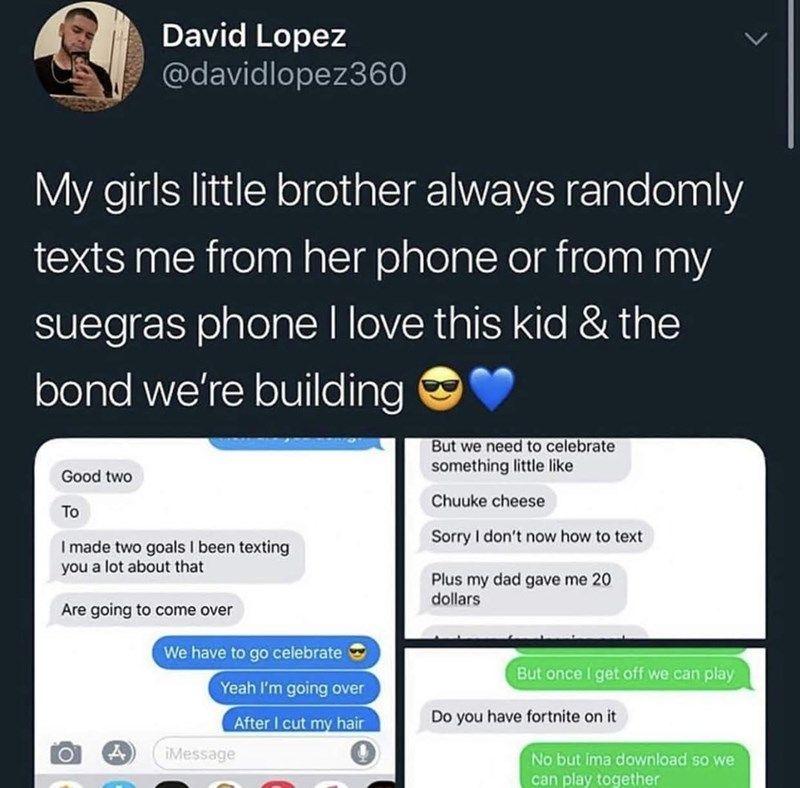 David Lopez
@davidlopez360
My girls little brother always randomly
texts me from her phone or from my
suegras phone I love this kid & the
bond we're building 😎💙
Good two
To
I made two goals I been texting
you a lot about that
Are going to come over
We have to go celebrate 😎
Yeah I'm going over
After I cut my hair
iMessage
But we need to celebrate
something little like
Chuuke cheese
Sorry I don't now how to text
Plus my dad gave me 20
dollars
But once I get off we can play
Do you have fortnite on it
No but ima download so we
can play together